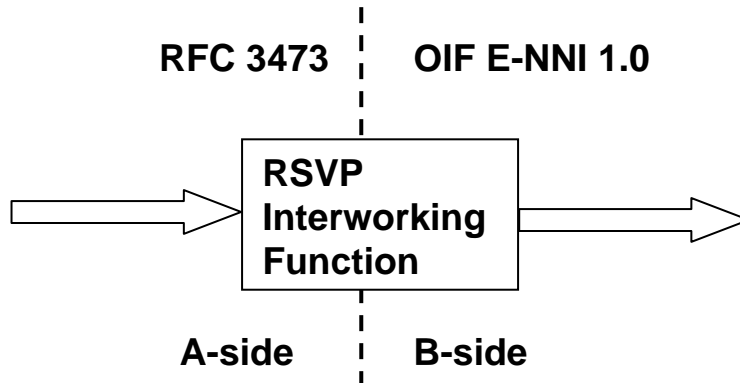 RFC 3473
OIF E-NNI 1.0
RSVP
Interworking
Function
A-side
B-side